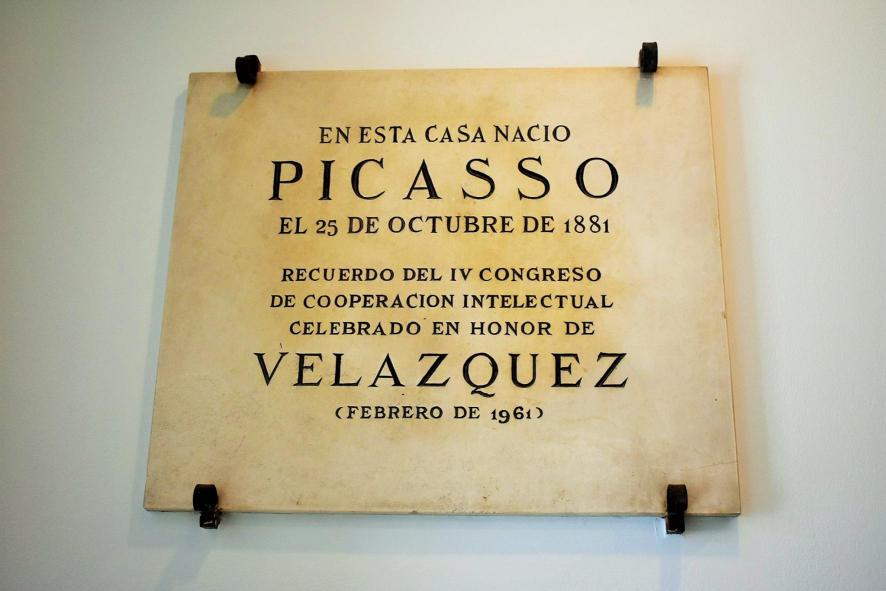 EN ESTA CASA NACIO
PICASSO
EL 25 DE OCTUBRE DE 1881
RECUERDO DEL IV CONGRESO
DE COOPERACION INTELECTUAL
CELEBRADO EN HONOR DE
VELAZQUEZ
(FEBRERO DE 1961)